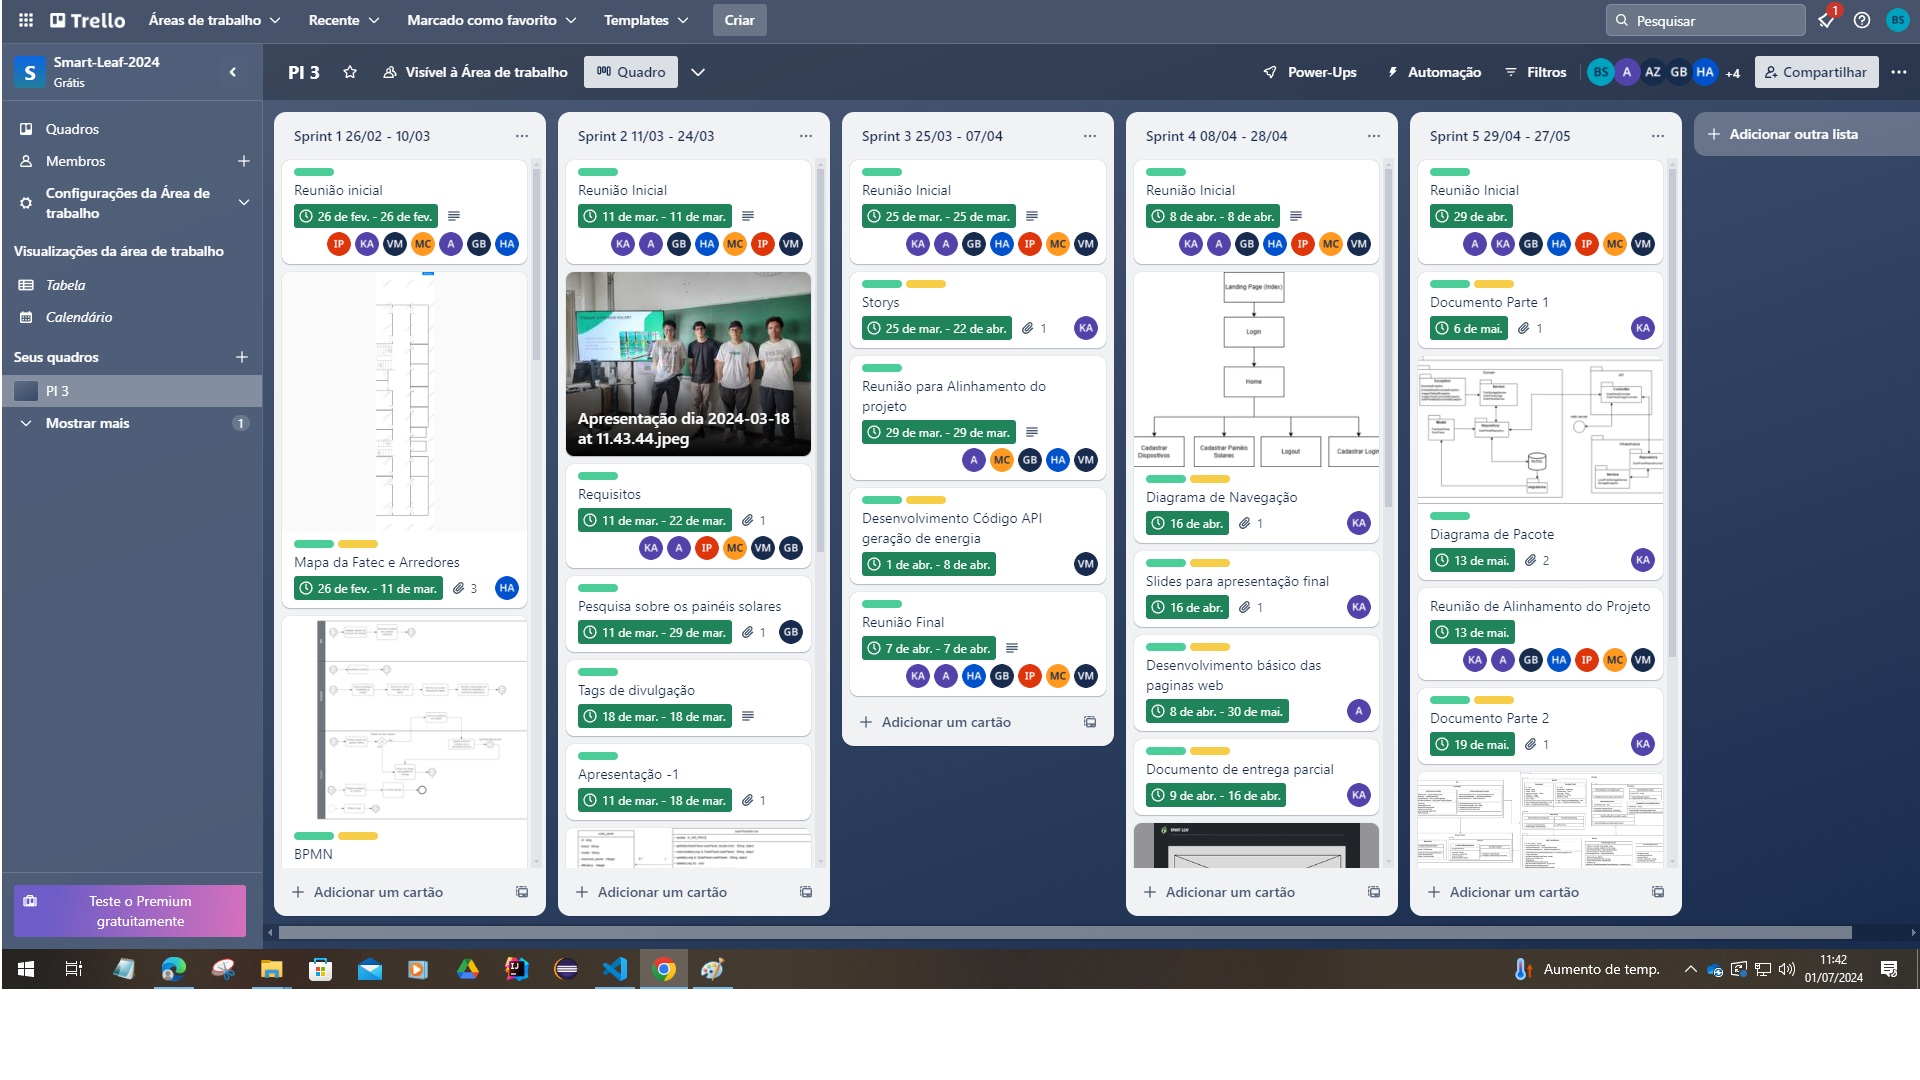 Trello
Áreas de trabalho
Recente
Marcado como favorito
Templates
Criar
Pesquisar
1
BS
S
Smart-Leaf-2024
Grátis
PI 3
Visível à Área de trabalho
Quadro
Power-Ups
Automação
Filtros
BS A AZ GB HA +4
Compartilhar
Quadros
Membros
Configurações da Área de
trabalho
Visualizações da área de trabalho
Tabela
Calendário
Seus quadros
PI 3
Mostrar mais
1
Teste o Premium
gratuitamente
Sprint 1 26/02 - 10/03
Reunião inicial
26 de fev. - 26 de fev.
IP KA VM MC A GB HA
Mapa da Fatec e Arredores
26 de fev. - 11 de mar.
3
HA
BPMN
Adicionar um cartão
Sprint 2 11/03 - 24/03
Reunião Inicial
11 de mar. - 11 de mar.
KA A GB HA MC IP VM
Apresentação dia 2024-03-18
at 11.43.44.jpeg
Requisitos
11 de mar. - 22 de mar.
1
KA A IP MC VM GB
Pesquisa sobre os painéis solares
11 de mar. - 29 de mar.
1
GB
Tags de divulgação
18 de mar. - 18 de mar.
Apresentação -1
11 de mar. - 18 de mar.
1
Adicionar um cartão
Sprint 3 25/03 - 07/04
Reunião Inicial
25 de mar. - 25 de mar.
KA A GB HA IP MC VM
Storys
25 de mar. - 22 de abr.
1
KA
Reunião para Alinhamento do
projeto
29 de mar. - 29 de mar.
A MC GB HA VM
Desenvolvimento Código API
geração de energia
1 de abr. - 8 de abr.
VM
Reunião Final
7 de abr. - 7 de abr.
KA A HA GB IP MC VM
Adicionar um cartão
Sprint 4 08/04 - 28/04
Reunião Inicial
8 de abr. - 8 de abr.
KA A GB HA IP MC VM
Landing Page (Index)
Login
Home
Cadastrar
Dispositivos
Cadastrar Painéis
Solares
Logout
Cadastrar Login
Diagrama de Navegação
16 de abr.
1
KA
Slides para apresentação final
16 de abr.
1
KA
Desenvolvimento básico das
paginas web
8 de abr. - 30 de mai.
A
Documento de entrega parcial
9 de abr. - 16 de abr.
KA
SMART LEAF
Adicionar um cartão
Sprint 5 29/04 - 27/05
Reunião Inicial
29 de abr.
A KA GB HA IP MC VM
Documento Parte 1
6 de mai.
1
KA
Diagrama de Pacote
13 de mai.
2
KA
Reunião de Alinhamento do Projeto
13 de mai.
KA A GB HA IP MC VM
Documento Parte 2
19 de mai.
1
KA
Adicionar um cartão
Adicionar outra lista
Aumento de temp.
11:42
01/07/2024